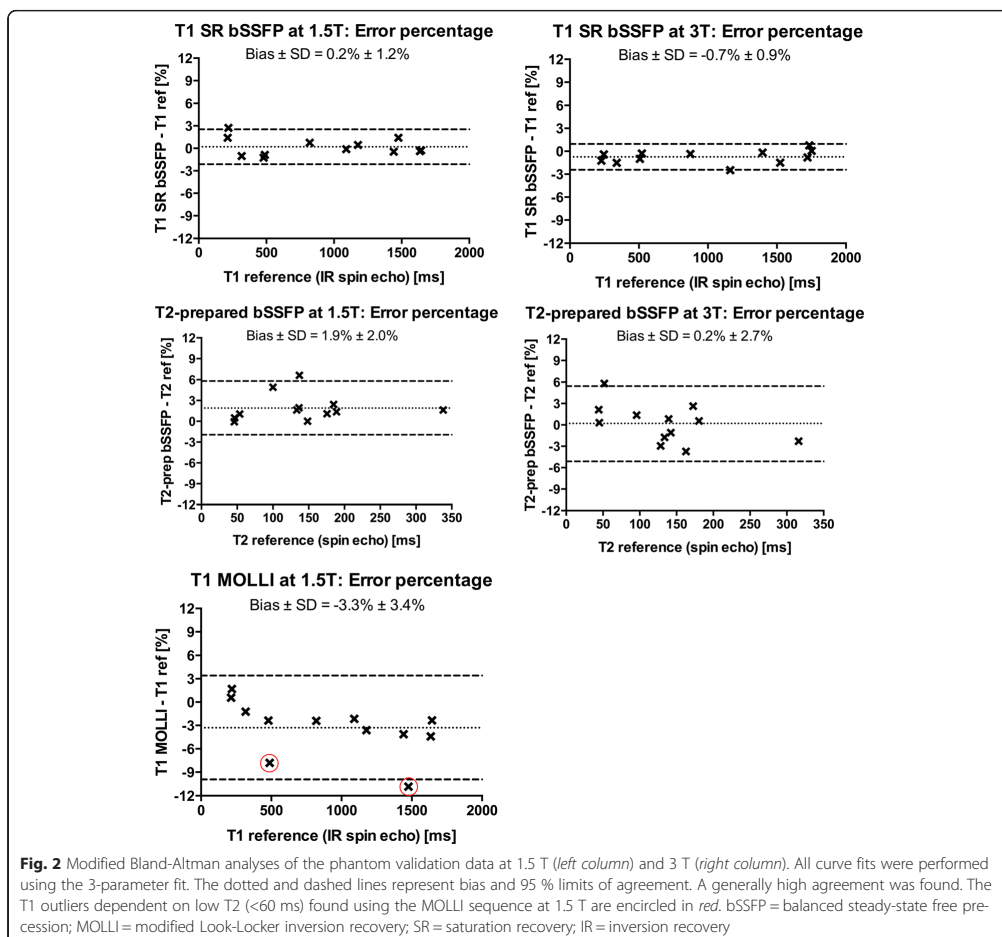 T1 SR bSSFP at 1.5T: Error percentage
Bias ± SD = 0.2% ± 1.2%
12
9
6
3
0
-3
-6
-9
-12
T1 SR bSSFP - T1 ref [%]
0 500 1000 1500 2000
T1 reference (IR spin echo) [ms]
T1 SR bSSFP at 3T: Error percentage
Bias ± SD = -0.7% ± 0.9%
12
9
6
3
0
-3
-6
-9
-12
T1 SR bSSFP - T1 ref [%]
0 500 1000 1500 2000
T1 reference (IR spin echo) [ms]
T2-prepared bSSFP at 1.5T: Error percentage
Bias ± SD = 1.9% ± 2.0%
12
9
6
3
0
-3
-6
-9
-12
T2-prep bSSFP - T2 ref [%]
0 50 100 150 200 250 300 350
T2 reference (spin echo) [ms]
T2-prepared bSSFP at 3T: Error percentage
Bias ± SD = 0.2% ± 2.7%
12
9
6
3
0
-3
-6
-9
-12
T2-prep bSSFP - T2 ref [%]
0 50 100 150 200 250 300 350
T2 reference (spin echo) [ms]
T1 MOLLI at 1.5T: Error percentage
Bias ± SD = -3.3% ± 3.4%
12
9
6
3
0
-3
-6
-9
-12
T1 MOLLI - T1 ref [%]
0 500 1000 1500 2000
T1 reference (IR spin echo) [ms]
Fig. 2 Modified Bland-Altman analyses of the phantom validation data at 1.5 T (left column) and 3 T (right column). All curve fits were performed
using the 3-parameter fit. The dotted and dashed lines represent bias and 95 % limits of agreement. A generally high agreement was found. The
T1 outliers dependent on low T2 (<60 ms) found using the MOLLI sequence at 1.5 T are encircled in red. bSSFP = balanced steady-state free pre-
cession; MOLLI = modified Look-Locker inversion recovery; SR = saturation recovery; IR = inversion recovery